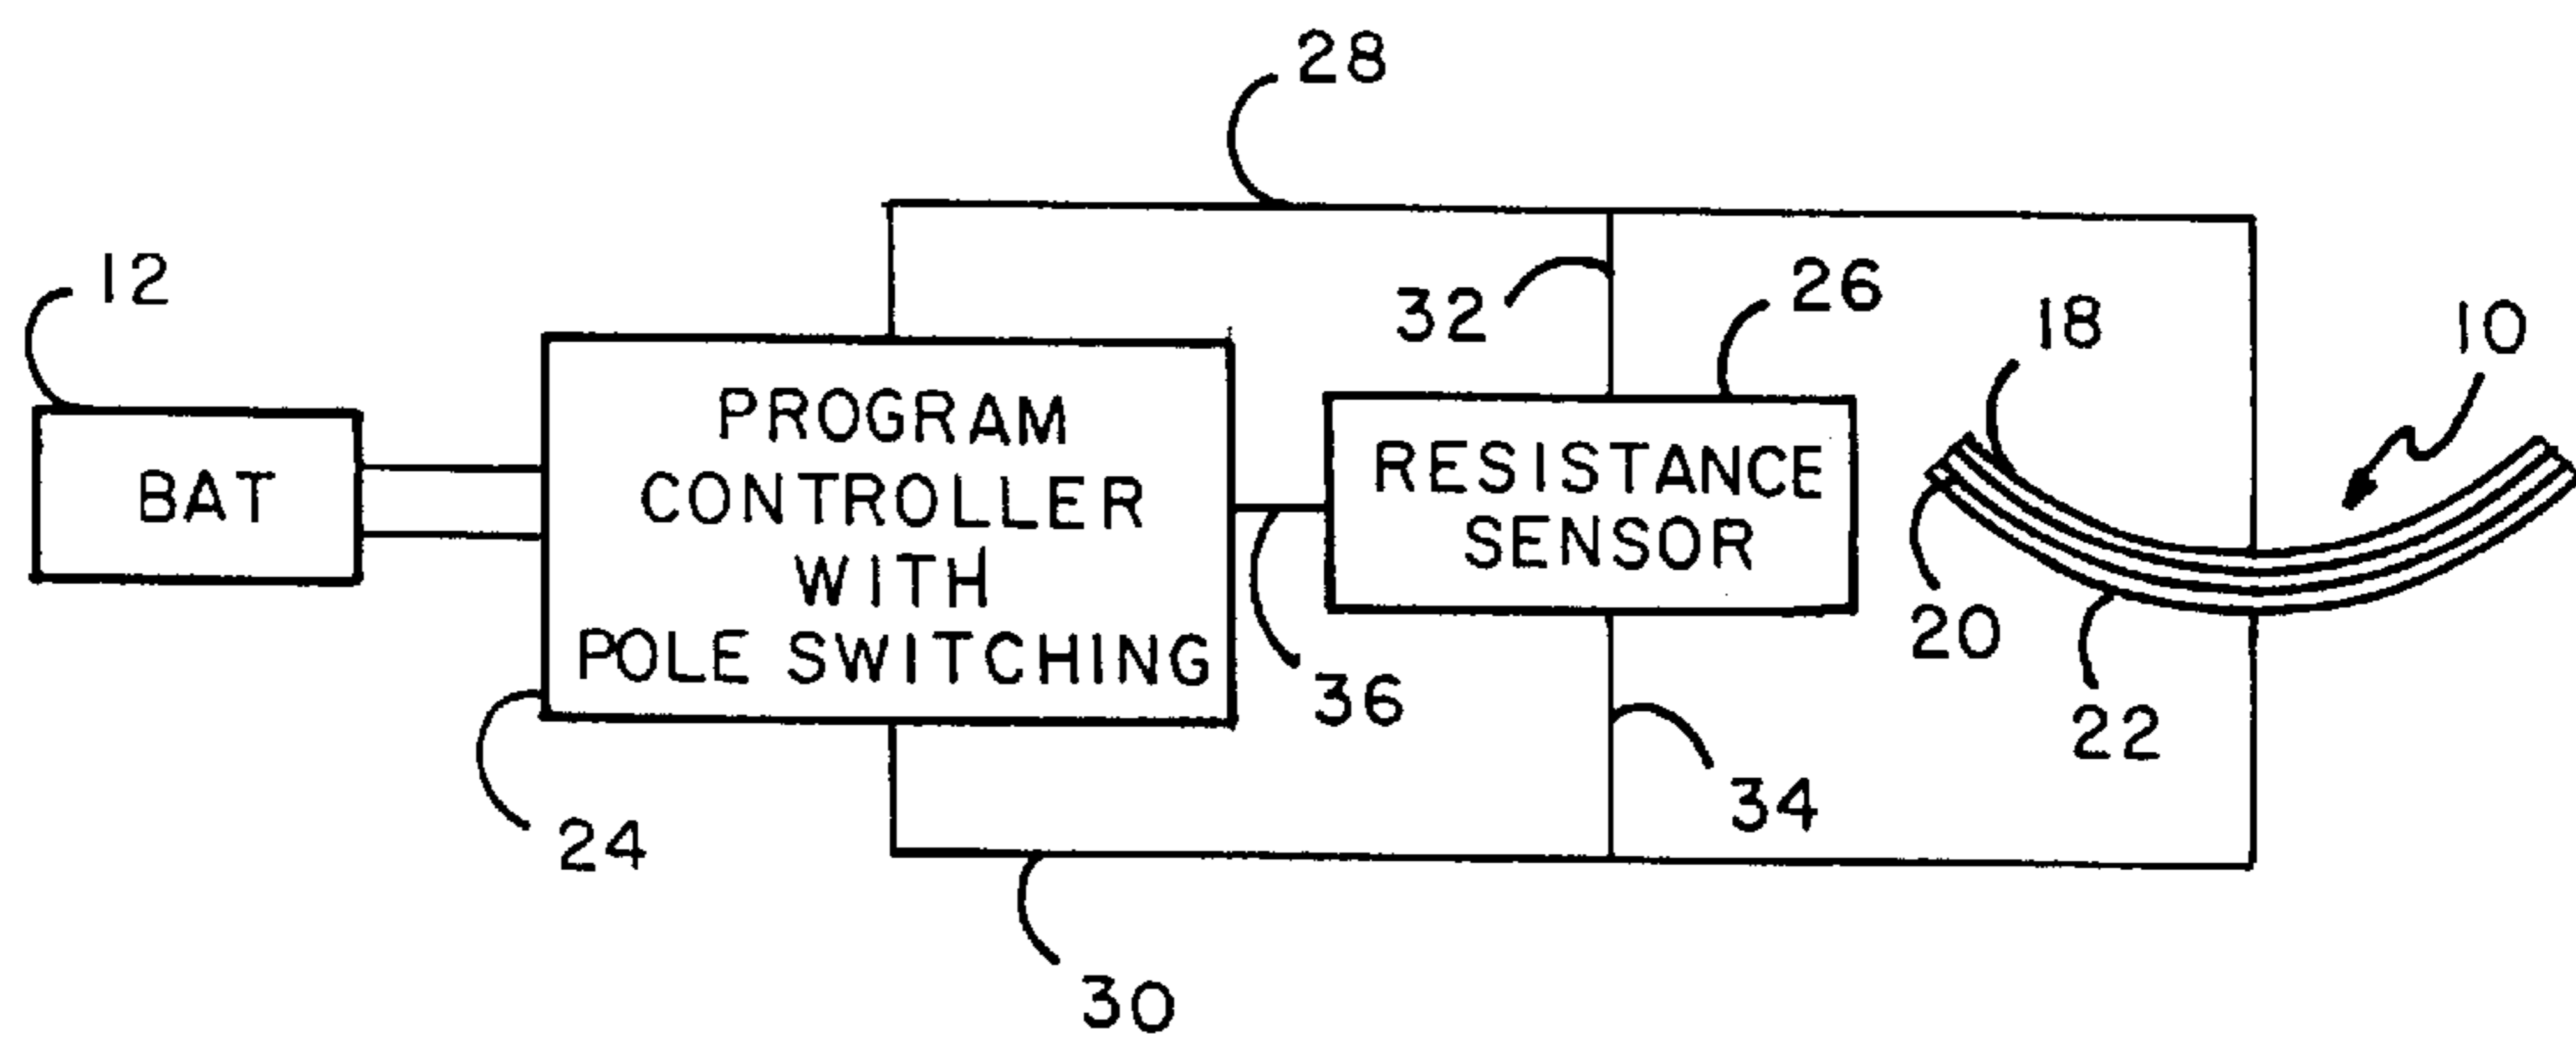 28
12
32
26
18
10
BAT
PROGRAM
CONTROLLER
WITH
POLE SWITCHING
RESISTANCE
SENSOR
20
36
22
34
24
30